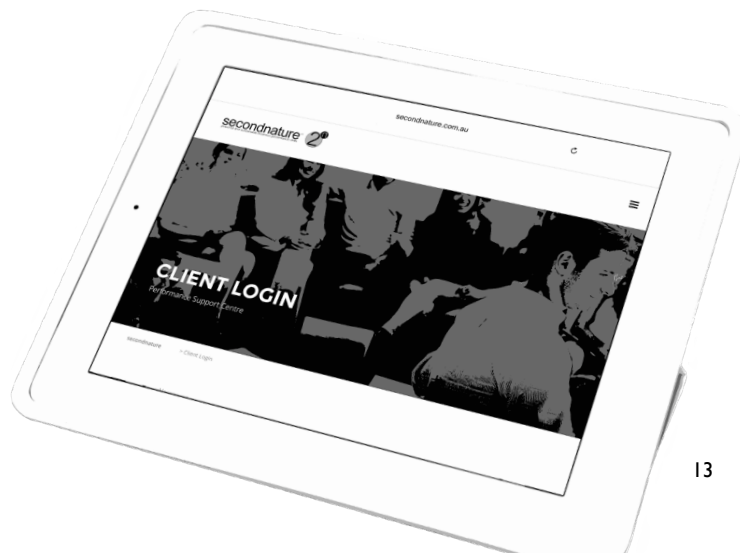 secondnature.com.au
secondnature
2
CLIENT LOGIN
Performance Support Centre
secondnature > Client Login
13